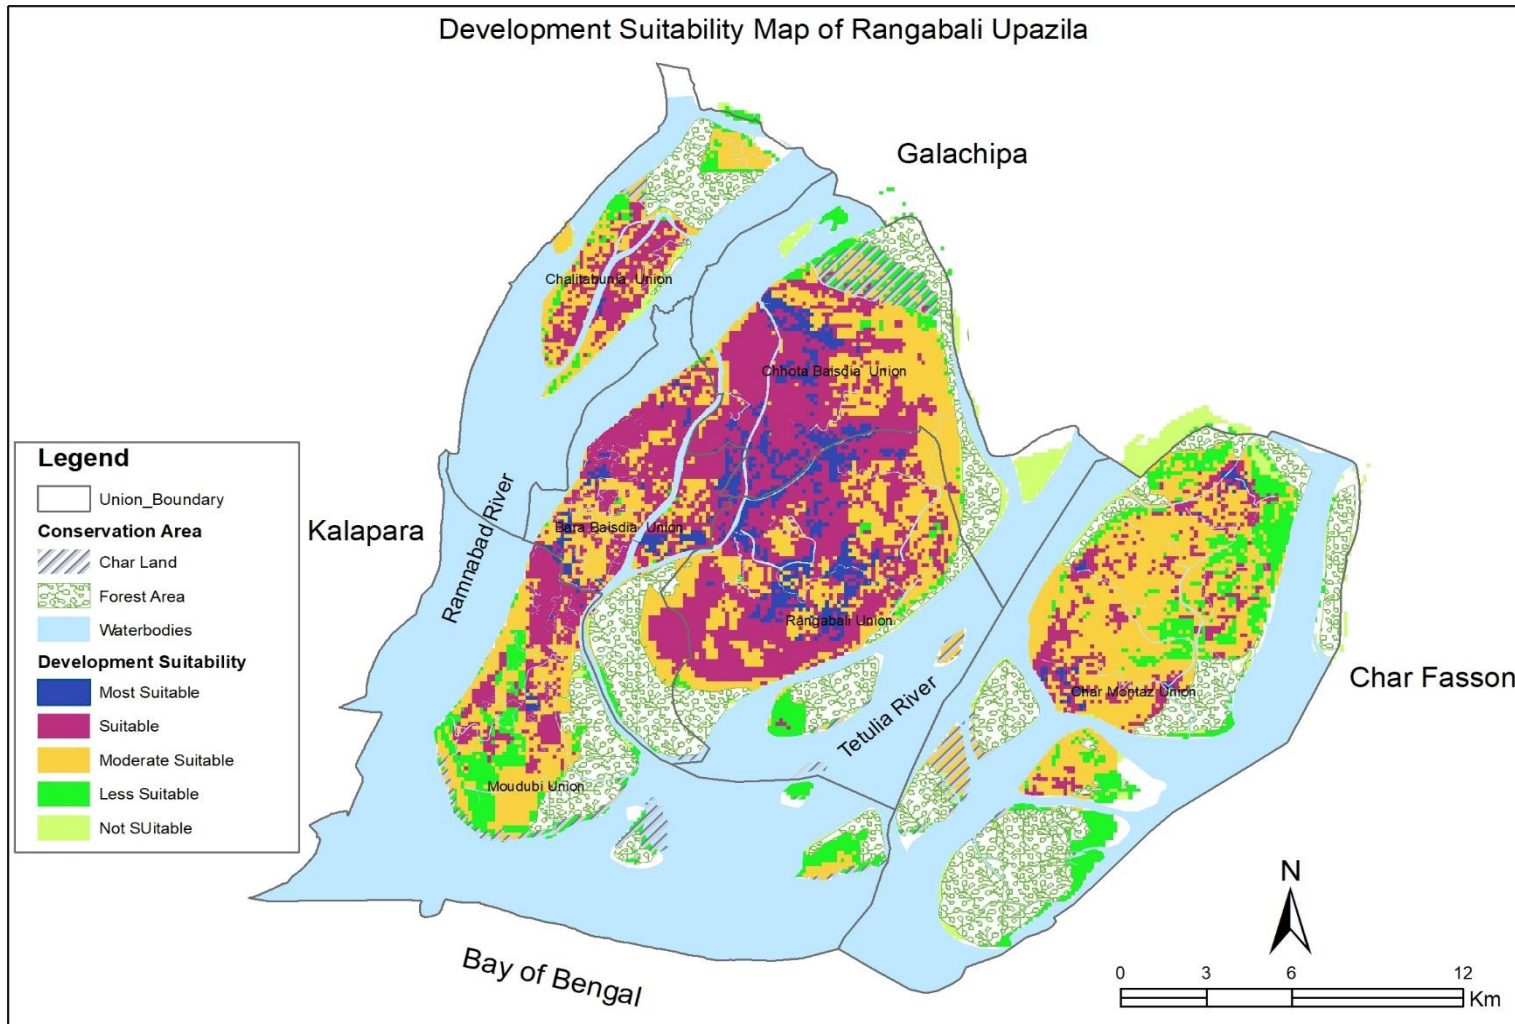 Development Suitability Map of Rangabali Upazila
Galachipa
Chalitabunia Union
Chhota Baisdia Union
Legend
Union_Boundary
Conservation Area
Char Land
Forest Area
Waterbodies
Development Suitability
Most Suitable
Suitable
Moderate Suitable
Less Suitable
Not SUitable
Kalapara
Ramnabad River
Bara Baisdia Union
Rangabali Union
Char Montaz Union
Char Fasson
Tetulia River
Moudubi Union
Bay of Bengal
N
0 3 6 12
Km